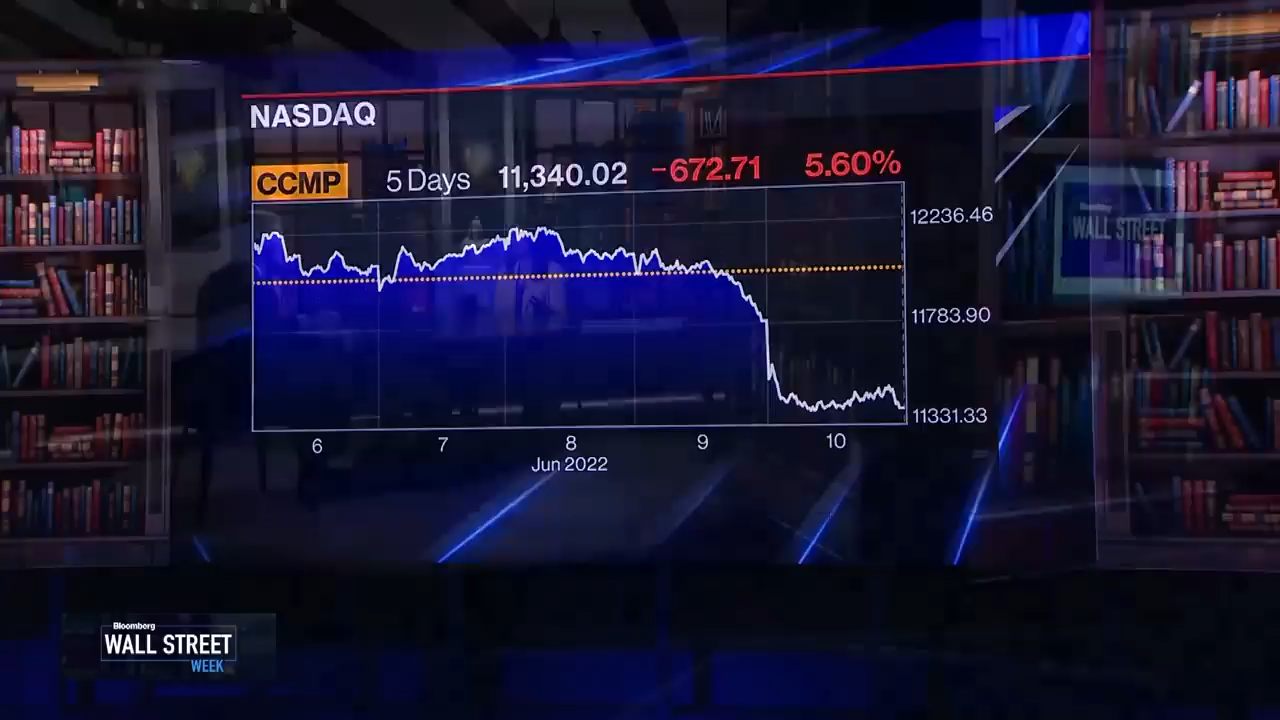 NASDAQ
CCMP 5 Days 11,340.02 -672.71 5.60%
12236.46
11783.90
11331.33
6 7 8 9 10
Jun 2022
WALL STREET
Bloomberg
WALL STREET
WEEK